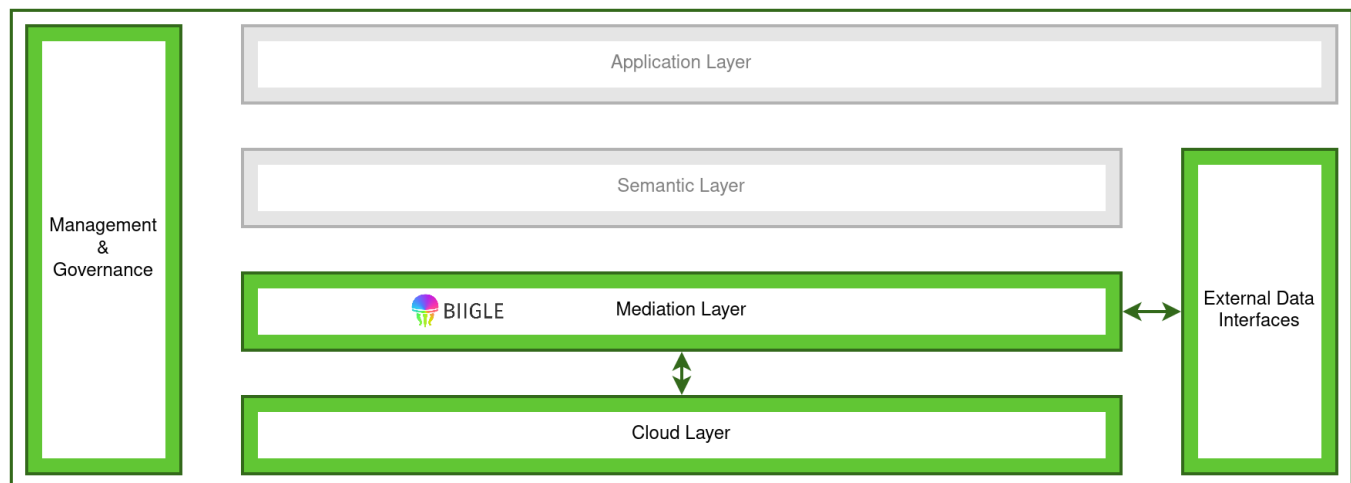 Application Layer
Semantic Layer
Management
&
Governance
BIIGLE
Mediation Layer
External Data
Interfaces
Cloud Layer